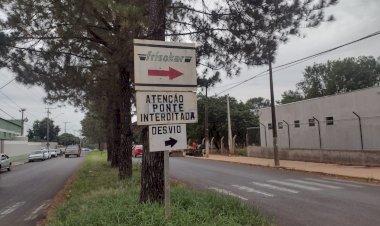 frisokar
ATENÇÃO
PONTE
INTERDITADA
DESVIO